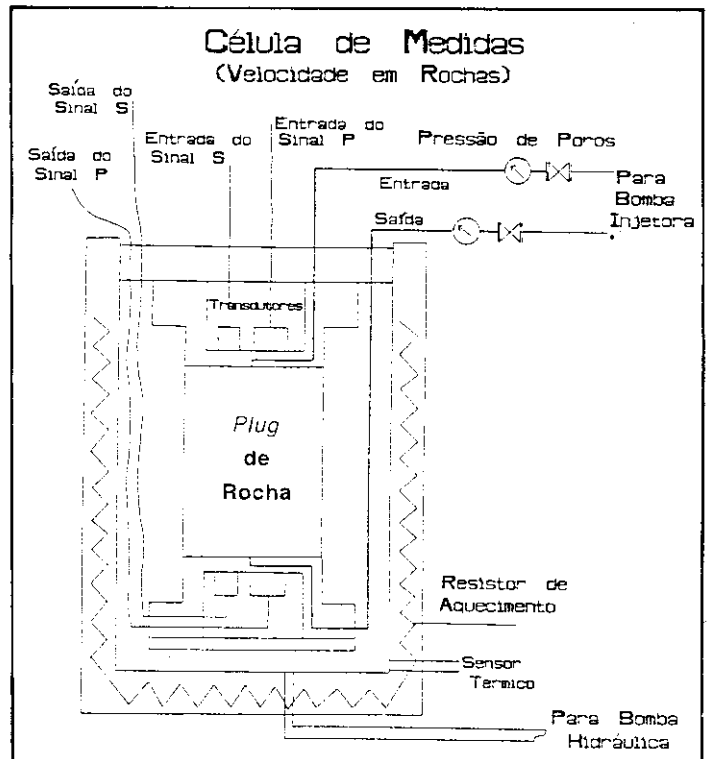 Célula de Medidas
(Velocidade em Rochas)
Saída do
Sinal S
Saída do
Sinal P
Entrada do
Sinal S
Entrada do
Sinal P
Pressão de Poros
Entrada
Saída
Para
Bomba
Injetora
Transdutores
Plug
de
Rocha
Resistor de
Aquecimento
Sensor
Termico
Para Bomba
Hidráulica